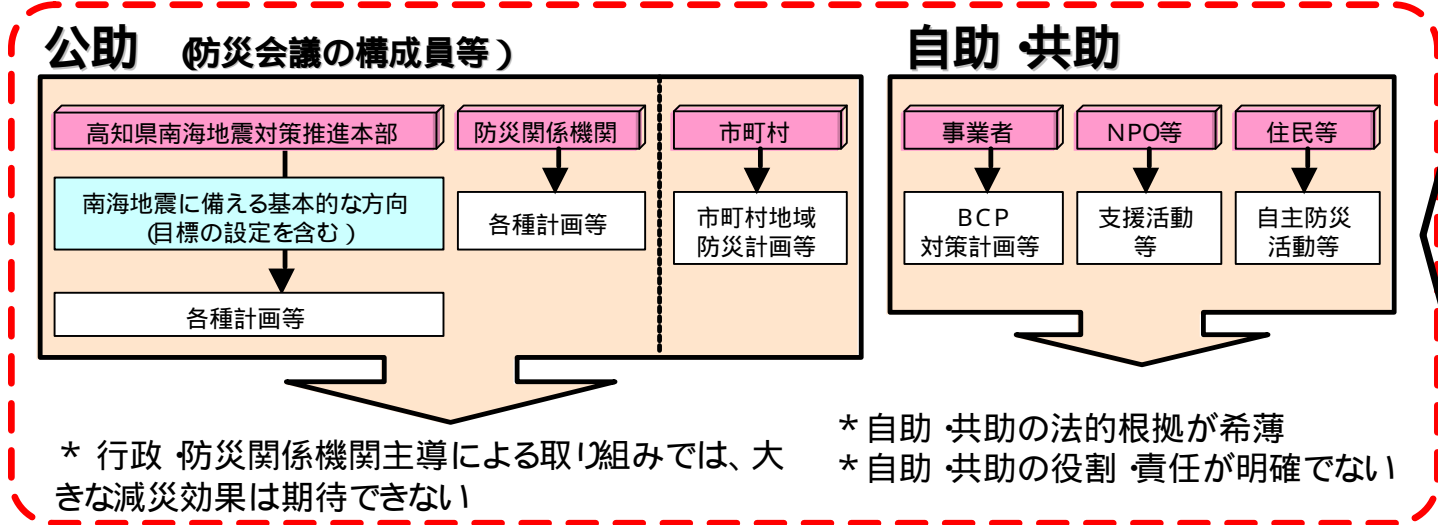 公助 (防災会議の構成員等)
高知県南海地震対策推進本部
南海地震に備える基本的な方向
(目標の設定を含む)
各種計画等
防災関係機関
各種計画等
市町村
市町村地域
防災計画等
* 行政・防災関係機関主導による取り組みでは、大
きな減災効果は期待できない
自助・共助
事業者
BCP
対策計画等
NPO等
支援活動
等
住民等
自主防災
活動等
*自助・共助の法的根拠が希薄
*自助・共助の役割・責任が明確でない